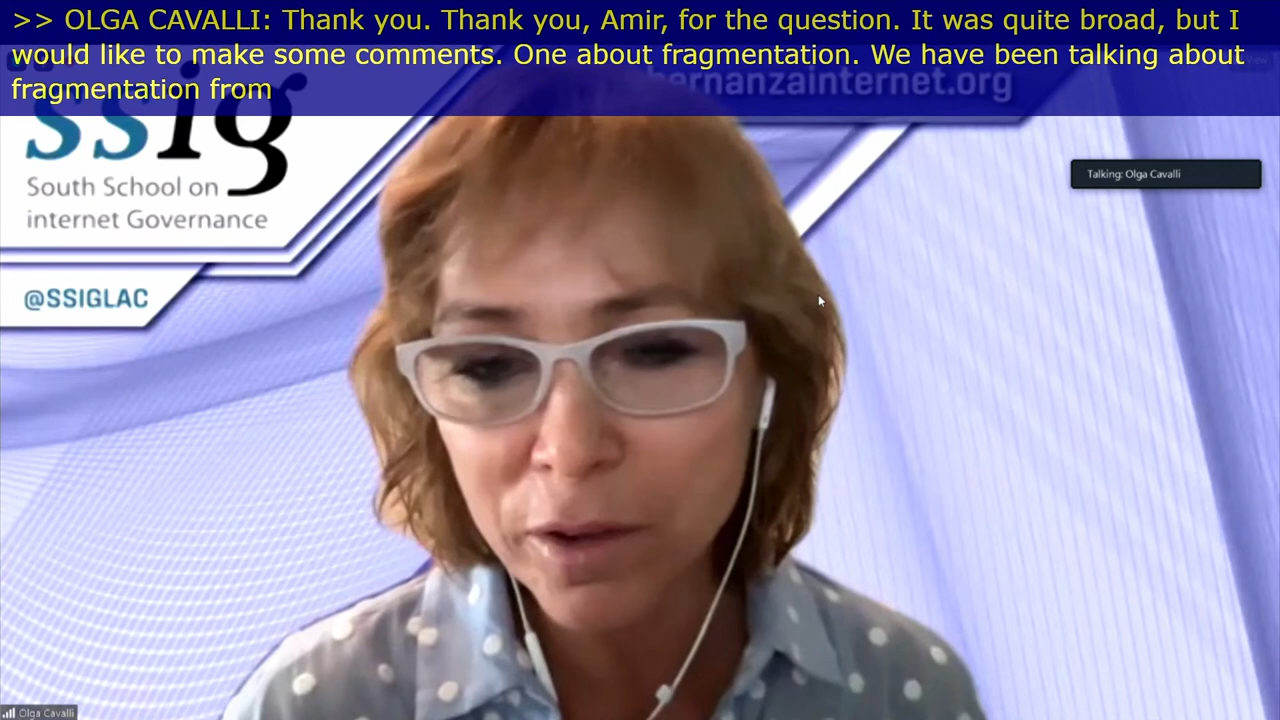 >> OLGA CAVALLI: Thank you. Thank you, Amir, for the question. It was quite broad, but I
would like to make some comments. One about fragmentation. We have been talking about
fragmentation from
ernanzainternet.org
ssig
South School on
internet Governance
Talking: Olga Cavalli
@SSIGLAC
Olga Cavalli